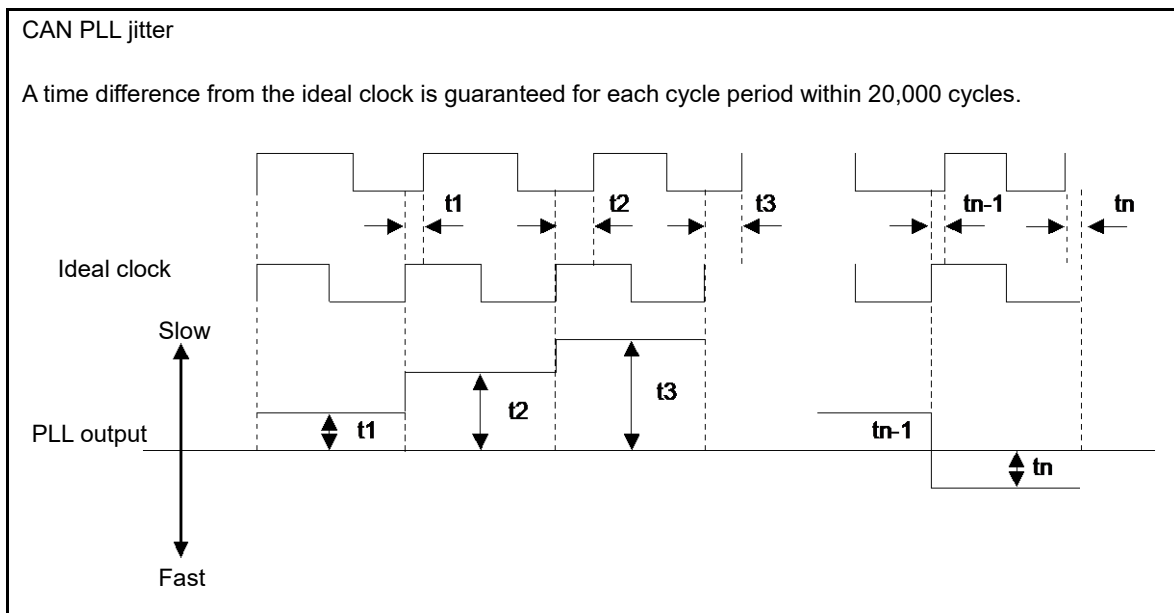 CAN PLL jitter
A time difference from the ideal clock is guaranteed for each cycle period within 20,000 cycles.
t1
t2
t3
tn-1
tn
Ideal clock
Slow
t1
t2
t3
PLL output
tn-1
tn
Fast